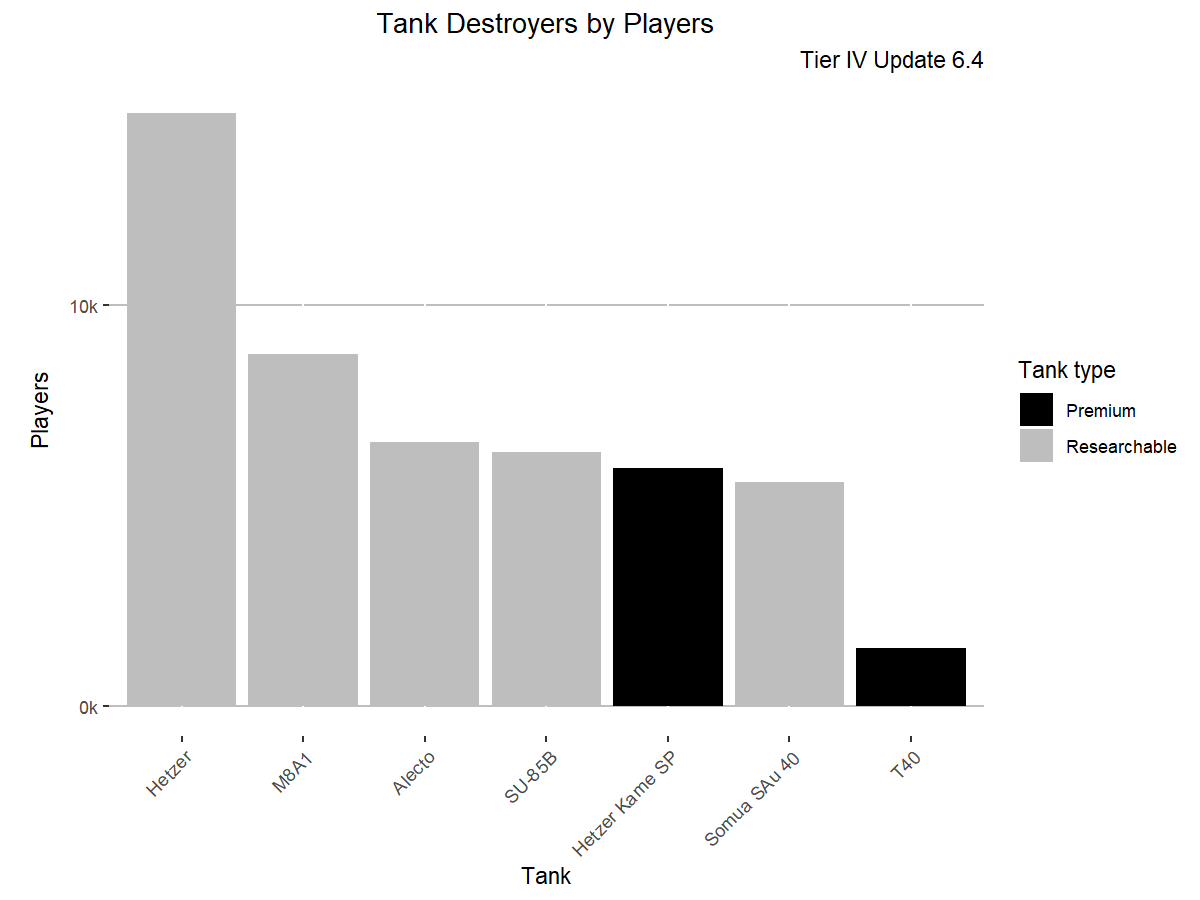 Tank Destroyers by Players
Tier IV Update 6.4
10k
0k
Players
Hetzer
M8A1
Alecto
SU-85B
Hetzer Kame SP
Somua SAu 40
T40
Tank
Tank type
Premium
Researchable